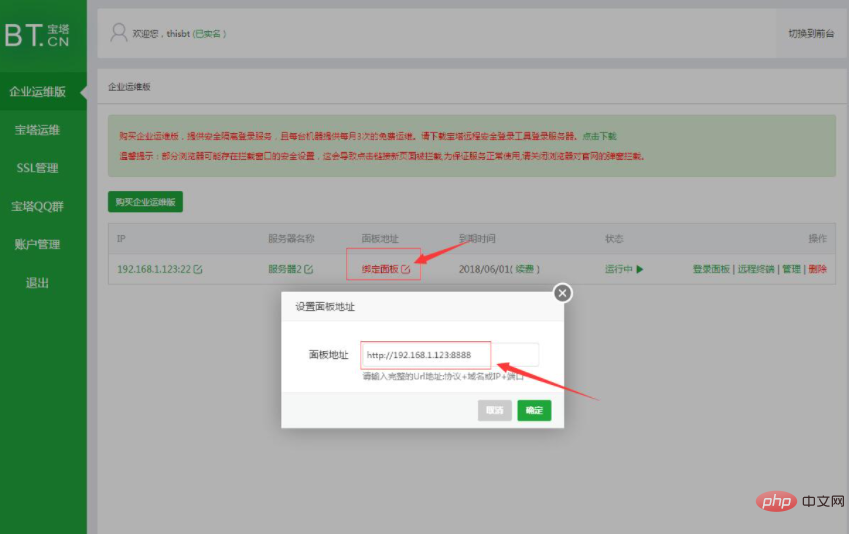 BT.CN 宝塔
欢迎您，thisbt (已实名)
切换到前台
企业运维版
宝塔运维
SSL管理
宝塔QQ群
账户管理
退出
企业运维版
购买企业运维版，提供安全隔离登录服务，且每台机器提供每月3次的免费运维。请下载宝塔远程安全登录工具登录服务器。点击下载
温馨提示：部分浏览器可能存在拦截窗口的安全设置，这会导致点击链接新页面被拦截,为保证服务正常使用,请关闭浏览器对官网的弹窗拦截。
购买企业运维版
IP 服务器名称 面板地址 到期时间 状态 操作
192.168.1.123:22 服务器2 绑定面板 2018/06/01( 续费 ) 运行中 登录面板 | 远程终端 | 管理 | 删除
设置面板地址
面板地址 http://192.168.1.123:8888
请输入完整的Url地址:协议+域名或IP+端口
取消 确定
php 中文网